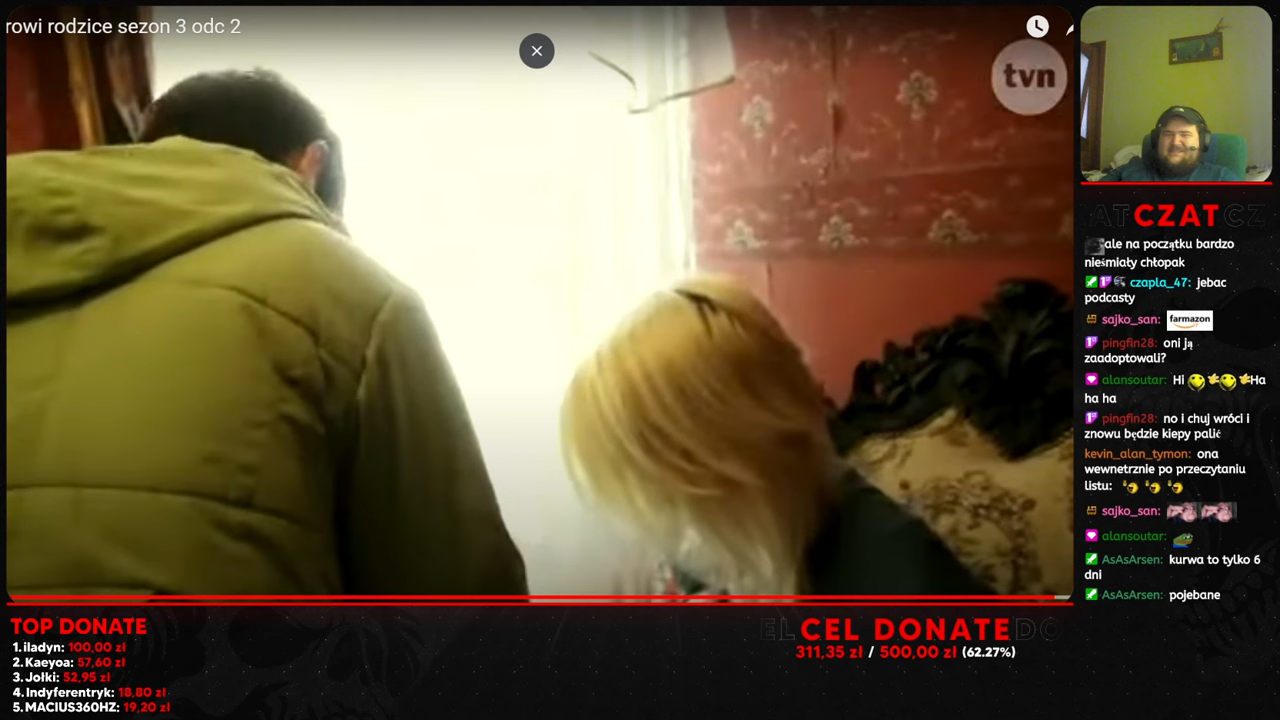 rowi rodzice sezon 3 odc 2
tvn
CZAT
ale na początku bardzo
nieśmiały chłopak
czapla_47: jebac
podcasty
sajko_san: farmazon
pingfin28: oni ją
zaadoptowali?
alansoutar: Hi Ha
ha ha
pingfin28: no i chuj wróci i
znowu będzie kiepy palić
kevin_alan_tymon: ona
wewnetrznie po przeczytaniu
listu:
sajko_san:
alansoutar:
AsAsArsen: kurwa to tylko 6
dni
AsAsArsen: pojebane
TOP DONATE
1.iladyn: 100,00 zł
2.Kaeyoa: 57,60 zł
3.Jołki: 52,95 zł
4.Indyferentryk: 18,80 zł
5.MACIUS360HZ: 19,20 zł
EL CEL DONATE DO
311,35 zł / 500,00 zł (62.27%)